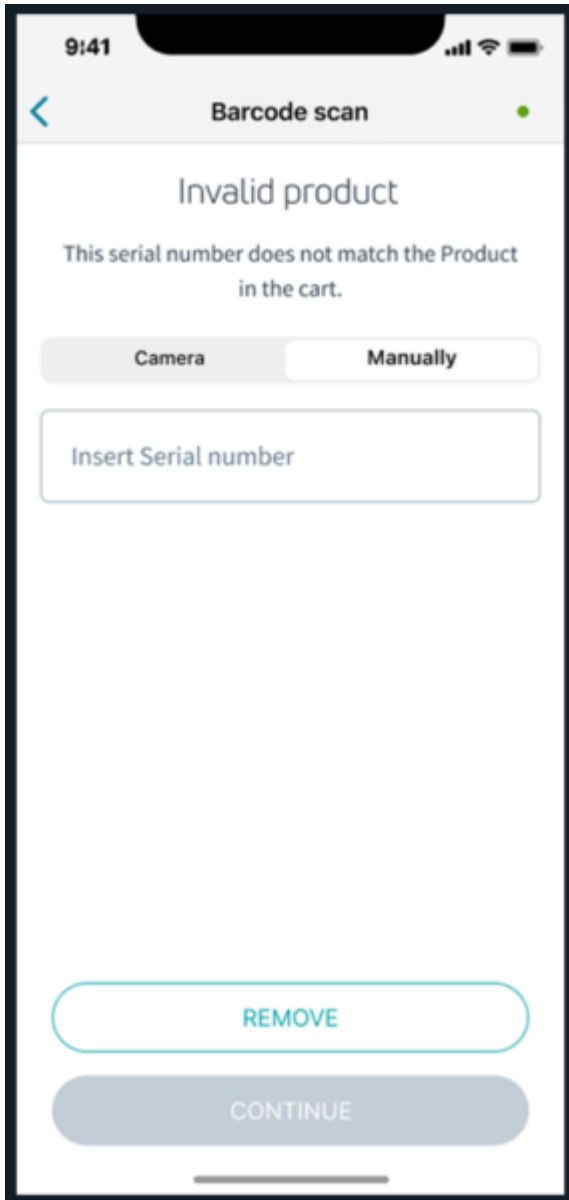 9:41
Barcode scan
Invalid product
This serial number does not match the Product
in the cart.
Camera
Manually
Insert Serial number
REMOVE
CONTINUE